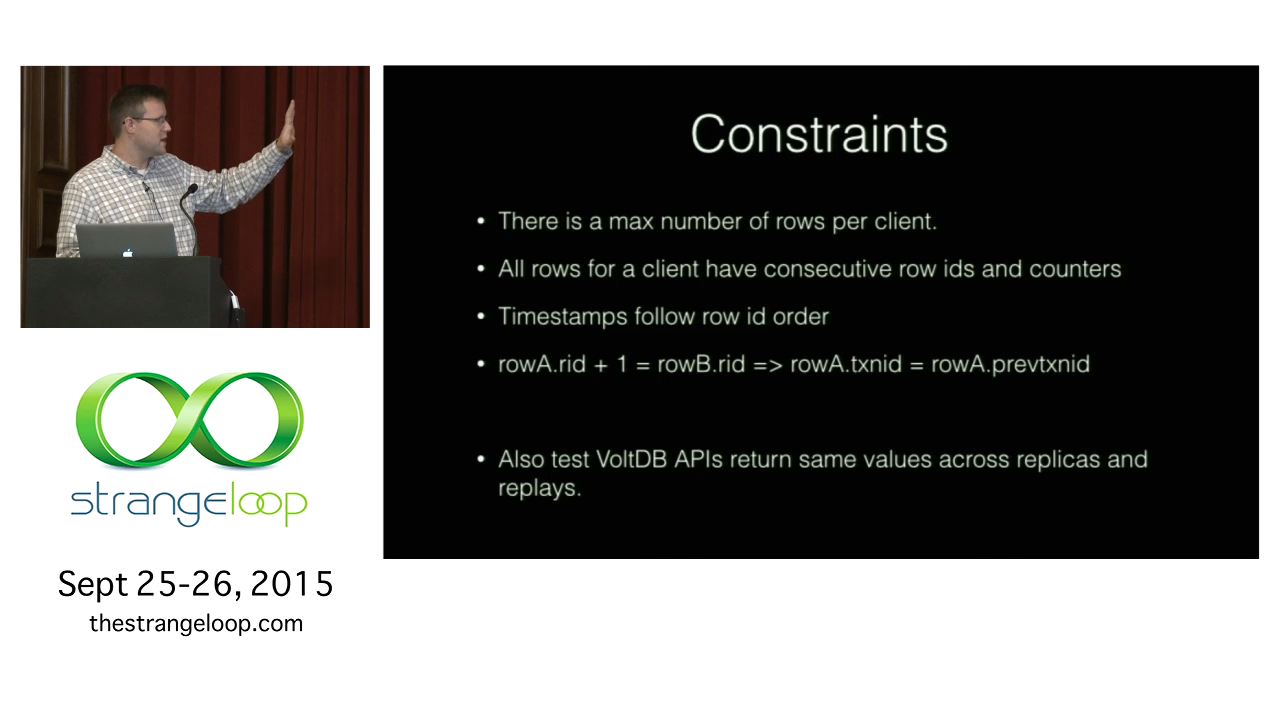 Constraints
• There is a max number of rows per client.
• All rows for a client have consecutive row ids and counters
• Timestamps follow row id order
• rowA.rid + 1 = rowB.rid => rowA.txnid = rowA.prevtxnid
• Also test VoltDB APIs return same values across replicas and
replays.
strangeloop
Sept 25-26, 2015
thestrangeloop.com